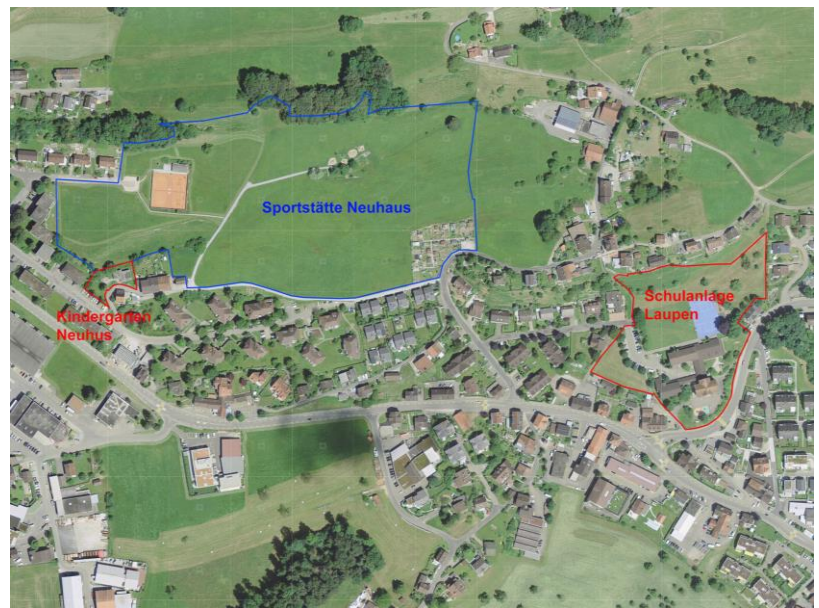 Sportstätte Neuhaus
Kindergarten
Neuhus
Schulanlage
Laupen